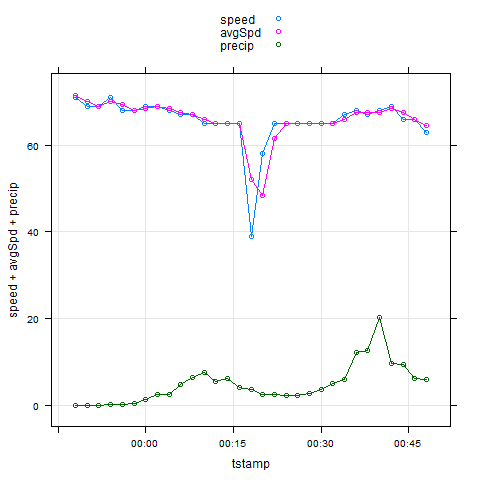 speed
avgSpd
precip
speed + avgSpd + precip
60
40
20
0
00:00 00:15 00:30 00:45
tstamp